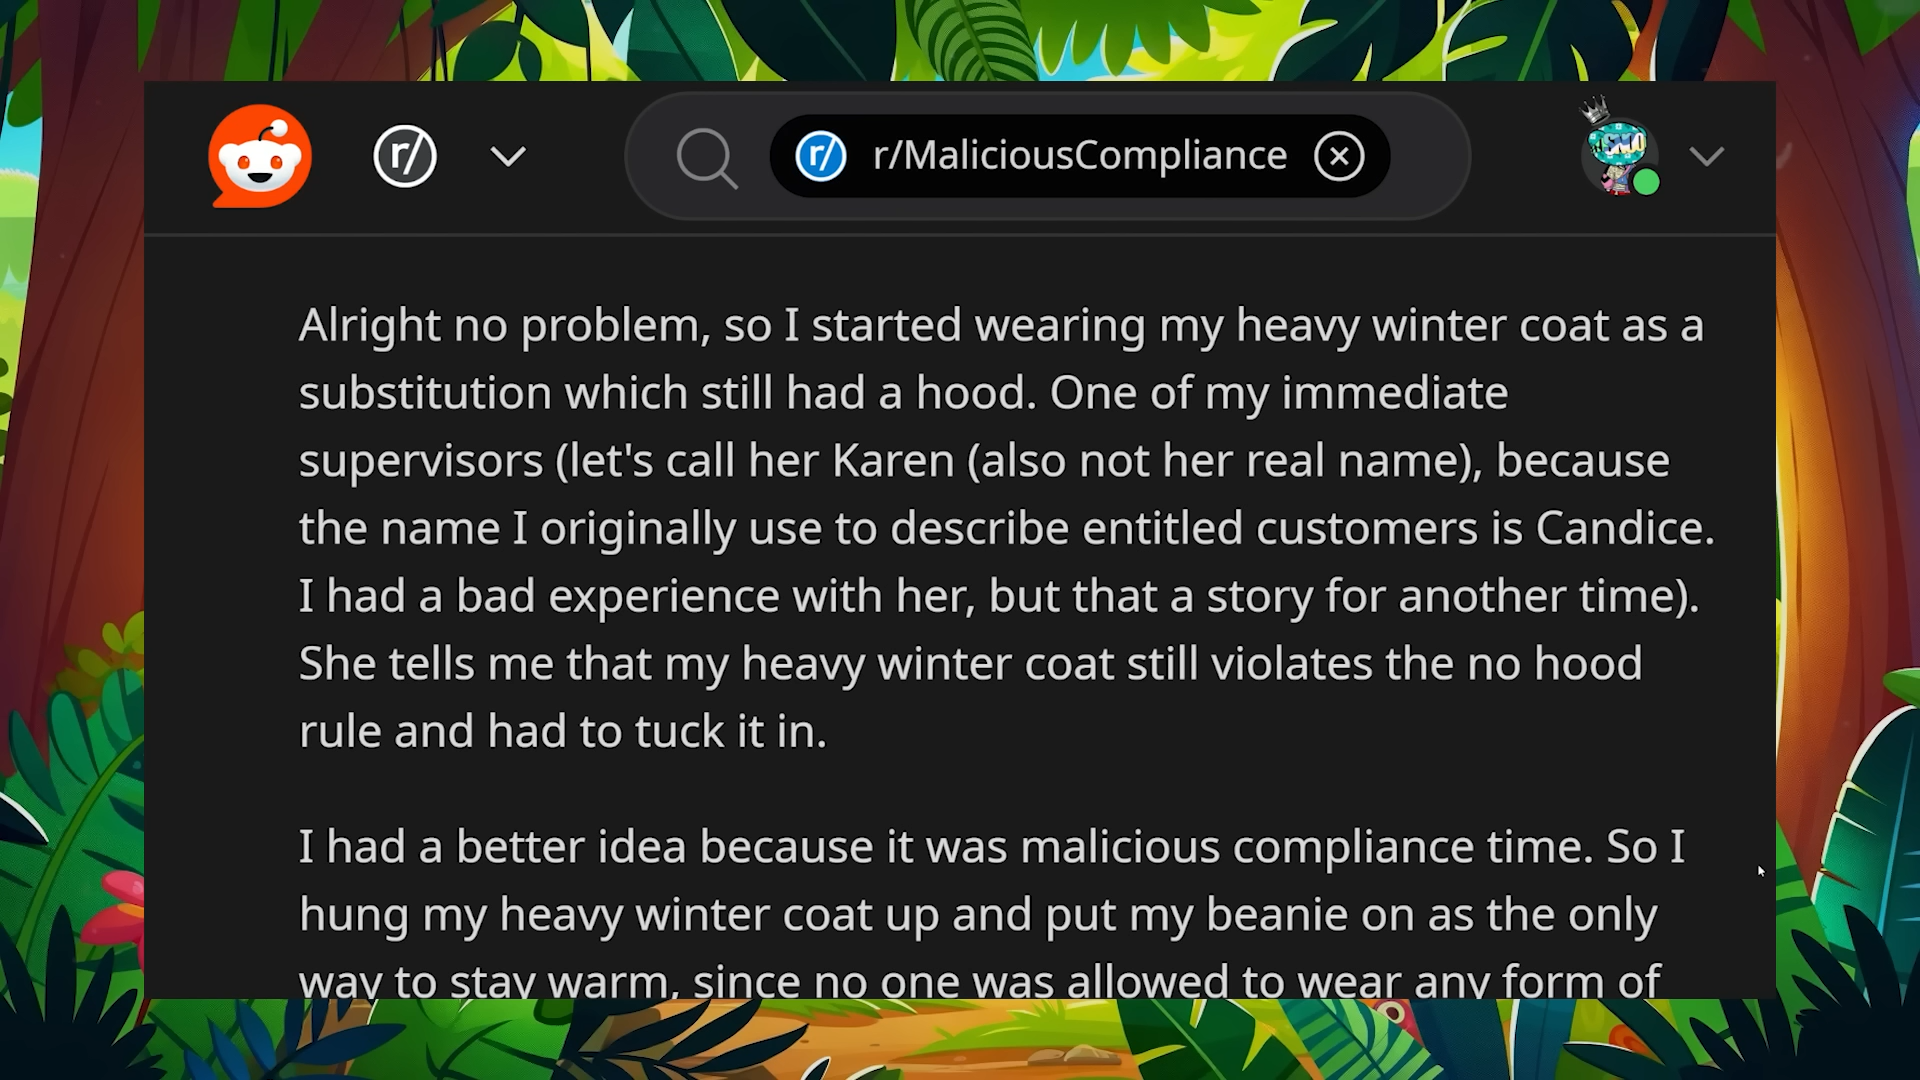 r/ r/ r/MaliciousCompliance
Alright no problem, so I started wearing my heavy winter coat as a
substitution which still had a hood. One of my immediate
supervisors (let's call her Karen (also not her real name), because
the name I originally use to describe entitled customers is Candice.
I had a bad experience with her, but that a story for another time).
She tells me that my heavy winter coat still violates the no hood
rule and had to tuck it in.
I had a better idea because it was malicious compliance time. So I
hung my heavy winter coat up and put my beanie on as the only
way to stay warm, since no one was allowed to wear any form of